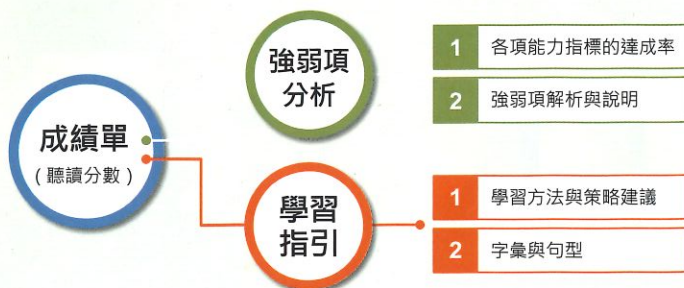 成績單
(聽讀分數)
強弱項
分析
1 各項能力指標的達成率
2 強弱項解析與說明
學習
指引
1 學習方法與策略建議
2 字彙與句型